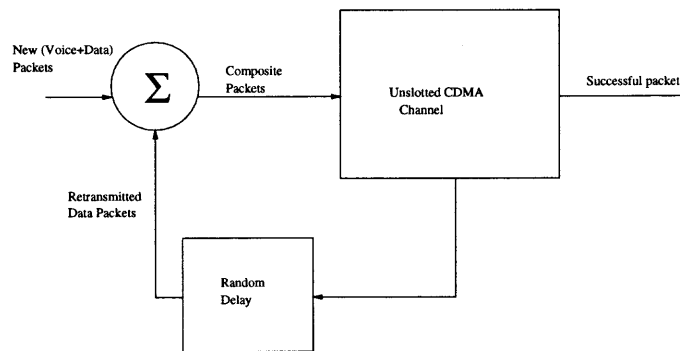 New (Voice+Data)
Packets
Σ
Composite
Packets
Unslotted CDMA
Channel
Successful packet
Retransmitted
Data Packets
Random
Delay